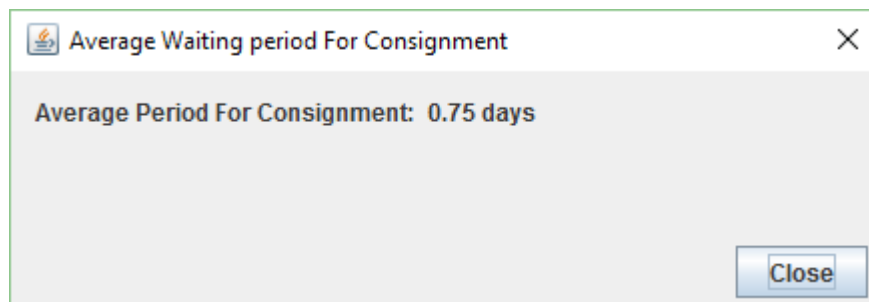 Average Waiting period For Consignment
Average Period For Consignment: 0.75 days
Close